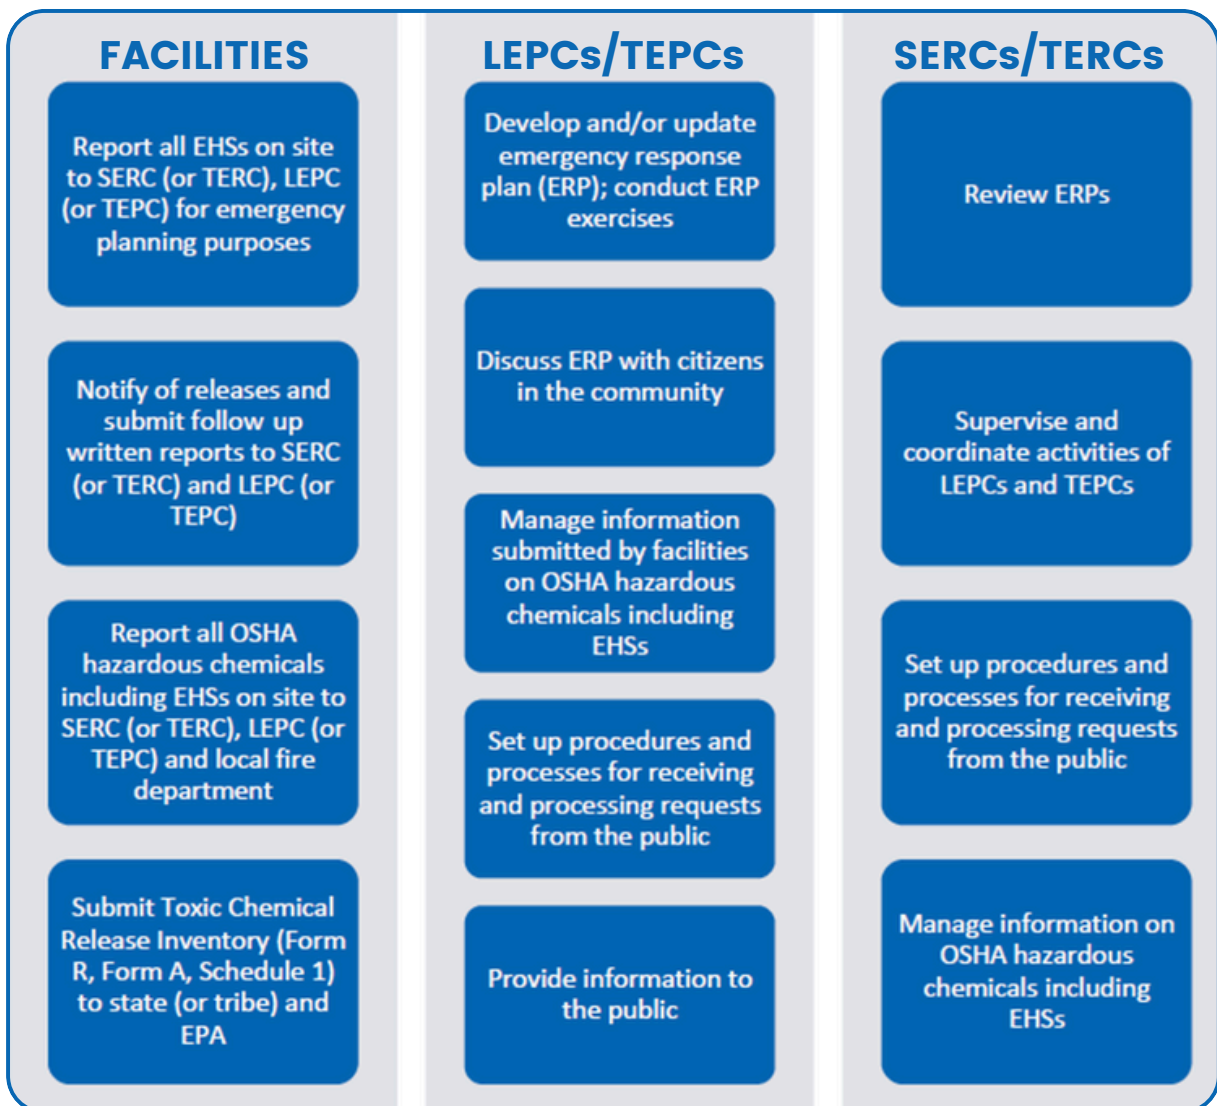 FACILITIES
Report all EHSs on site
to SERC (or TERC), LEPC
(or TEPC) for emergency
planning purposes
Notify of releases and
submit follow up
written reports to SERC
(or TERC) and LEPC (or
TEPC)
Report all OSHA
hazardous chemicals
including EHSs on site to
SERC (or TERC), LEPC (or
TEPC) and local fire
department
Submit Toxic Chemical
Release Inventory (Form
R, Form A, Schedule 1)
to state (or tribe) and
EPA
LEPCs/TEPCs
Develop and/or update
emergency response
plan (ERP); conduct ERP
exercises
Discuss ERP with citizens
in the community
Manage information
submitted by facilities
on OSHA hazardous
chemicals including
EHSs
Set up procedures and
processes for receiving
and processing requests
from the public
Provide information to
the public
SERCs/TERCs
Review ERPs
Supervise and
coordinate activities of
LEPCs and TEPCs
Set up procedures and
processes for receiving
and processing requests
from the public
Manage information on
OSHA hazardous
chemicals including
EHSs